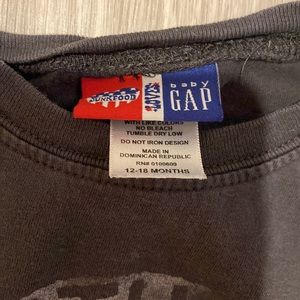 JUNKFOOD
LOVES
baby
GAP
WITH LIKE COLORS
NO BLEACH
TUMBLE DRY LOW
DO NOT IRON DESIGN
MADE IN
DOMINICAN REPUBLIC
RN# 0100609
12-18 MONTHS